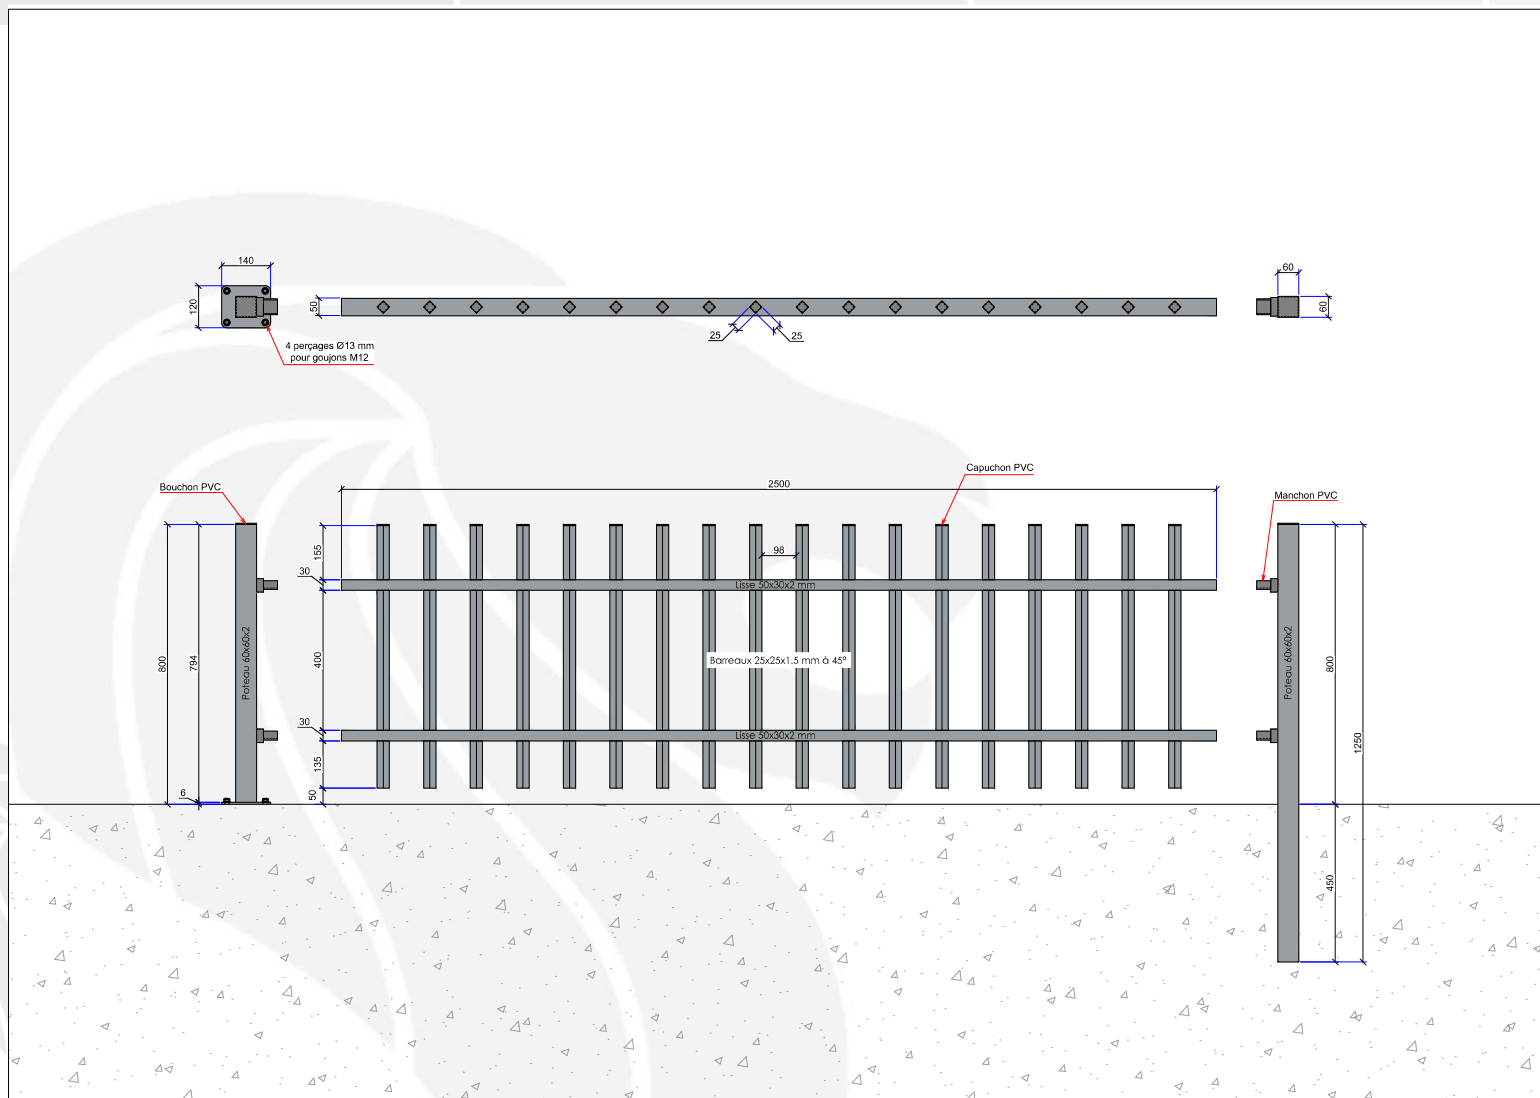 140
120
4 perçages Ø13 mm
pour goujons M12
50
25
25
60
60
Bouchon PVC
Capuchon PVC
Manchon PVC
2500
155
30
98
Lisse 50x30x2 mm
800
794
Poteau 60x60x2
400
Barreaux 25x25x1.5 mm à 45°
Poteau 60x60x2
800
1250
30
Lisse 50x30x2 mm
135
6
50
450